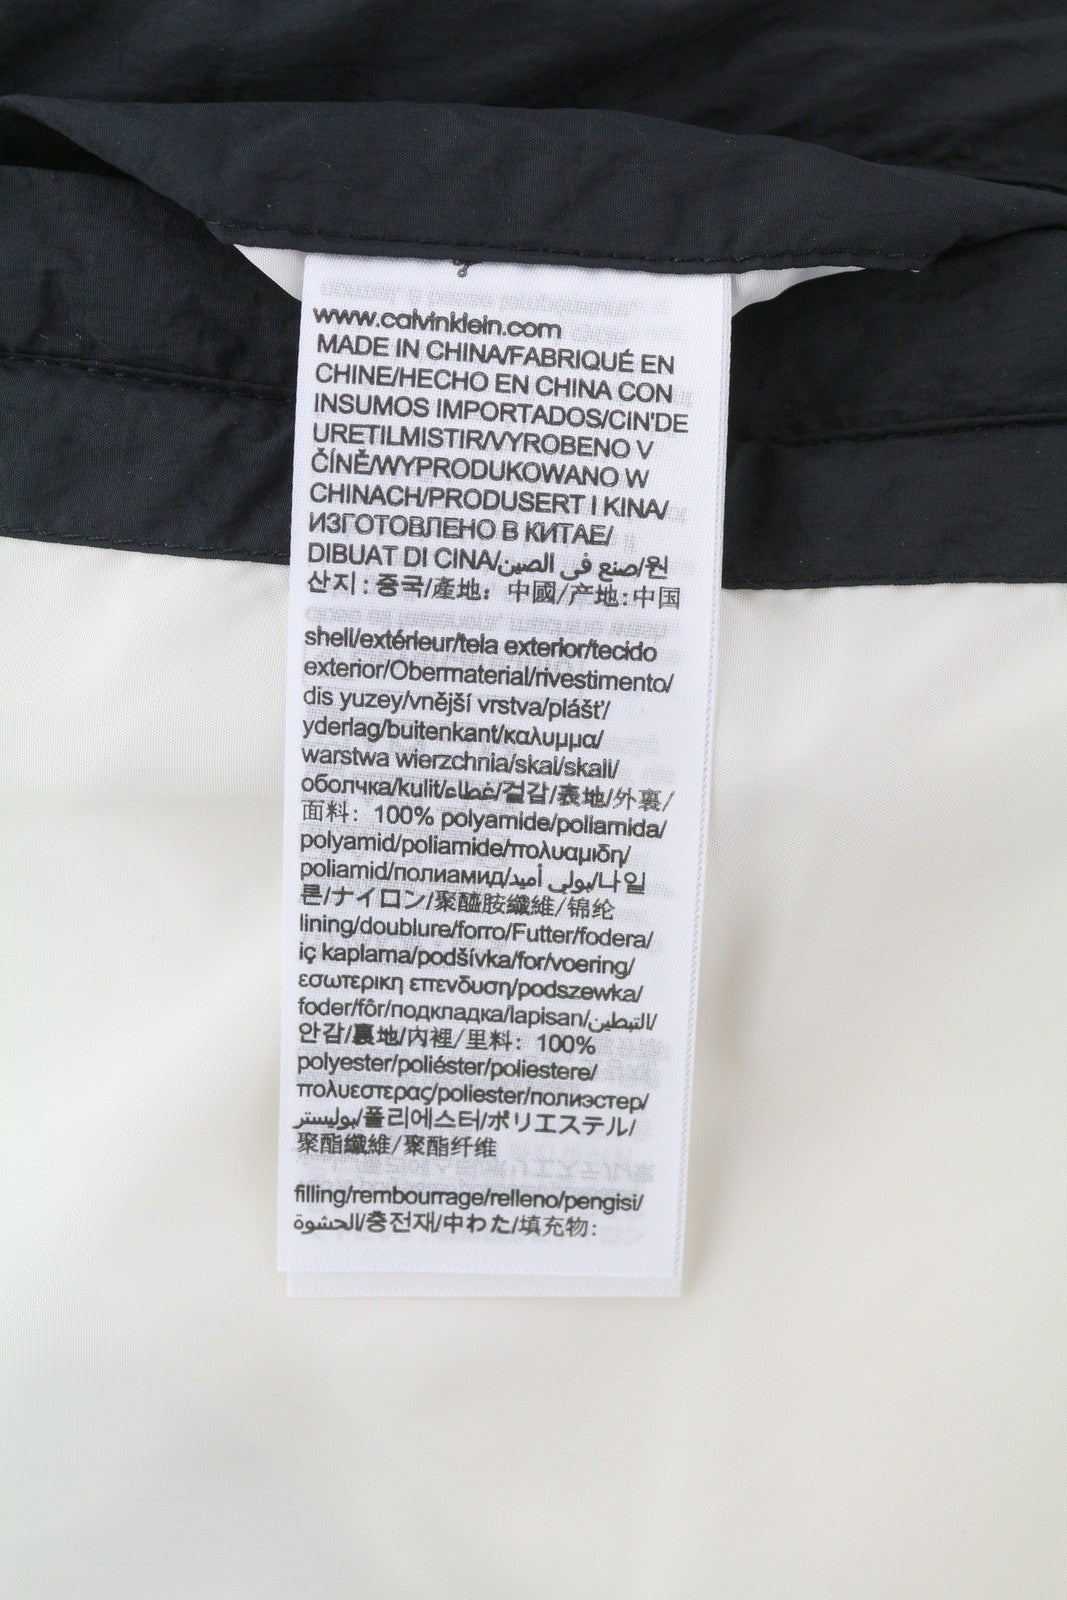 www.calvinklein.com
MADE IN CHINA/FABRIQUÉ EN
CHINE/HECHO EN CHINA CON
INSUMOS IMPORTADOS/CIN'DE
URETILMISTIR/VYROBENO V
ČÍNĚ/WYPRODUKOWANO W
CHINACH/PRODUSERT I KINA/
ИЗГОТОВЛЕНО В КИТАЕ/
DIBUAT DI CINA/صنع في الصين/원
산지: 중국/產地: 中國/产地:中国
shell/extérieur/tela exterior/tecido
exterior/Obermaterial/rivestimento/
dis yuzey/vnější vrstva/plášť/
yderlag/buitenkant/καλυμμα/
warstwa wierzchnia/skal/skall/
оболчка/kulit/غطاء/겉감/表地/外裏/
面料: 100% polyamide/poliamida/
polyamid/poliamide/πολυαμιδη/
poliamid/полиамид/بولي أميد/나일
론/ナイロン/聚醯胺纖維/锦纶
lining/doublure/forro/Futter/fodera/
iç kaplama/podšívka/for/voering/
εσωτερικη επενδυση/podszewka/
foder/fôr/подкладка/lapisan/التبطين/
안감/裏地/內裡/里料: 100%
polyester/poliéster/poliestere/
πολυεστερας/poliester/полиэстер/
بوليستر/폴리에스터/ポリエステル/
聚酯纖維/聚酯纤维
filling/rembourrage/relleno/pengisi/
الحشوة/충전재/中わた/填充物: